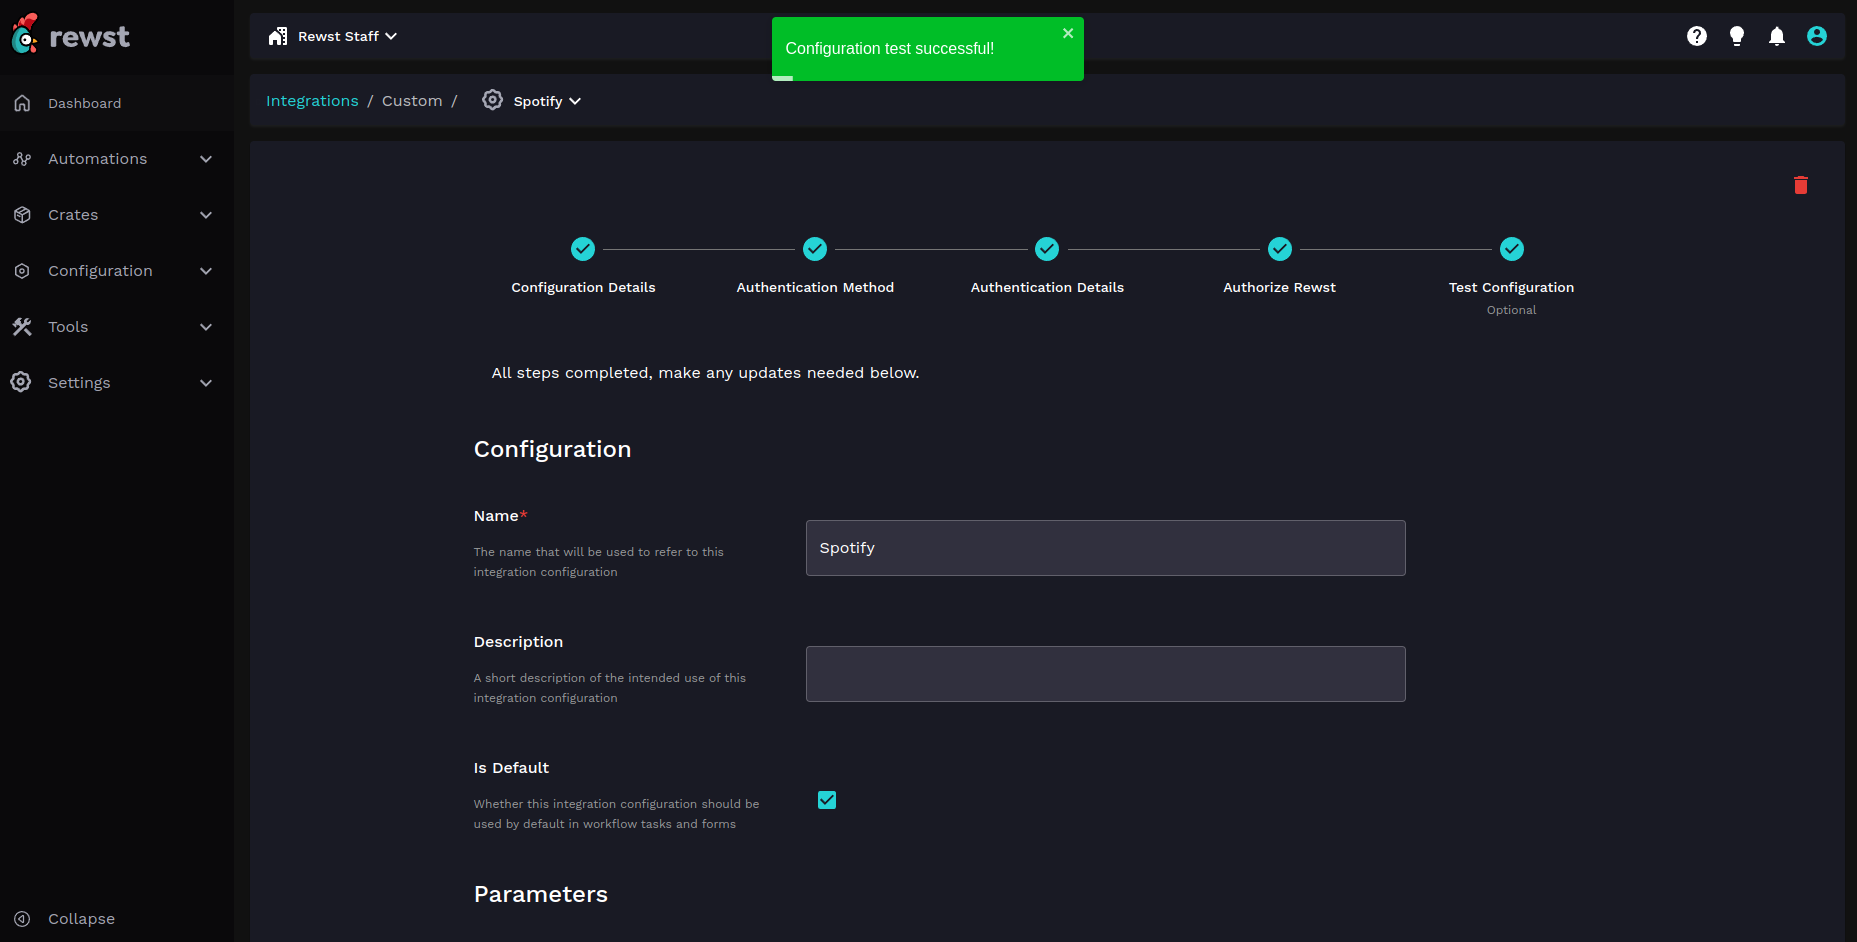 rewst
Rewst Staff
Configuration test successful!
Integrations / Custom / Spotify
Dashboard
Automations
Crates
Configuration
Tools
Settings
Collapse
Configuration Details
Authentication Method
Authentication Details
Authorize Rewst
Test Configuration
Optional
All steps completed, make any updates needed below.
Configuration
Name*
The name that will be used to refer to this
integration configuration
Spotify
Description
A short description of the intended use of this
integration configuration
Is Default
Whether this integration configuration should be
used by default in workflow tasks and forms
Parameters